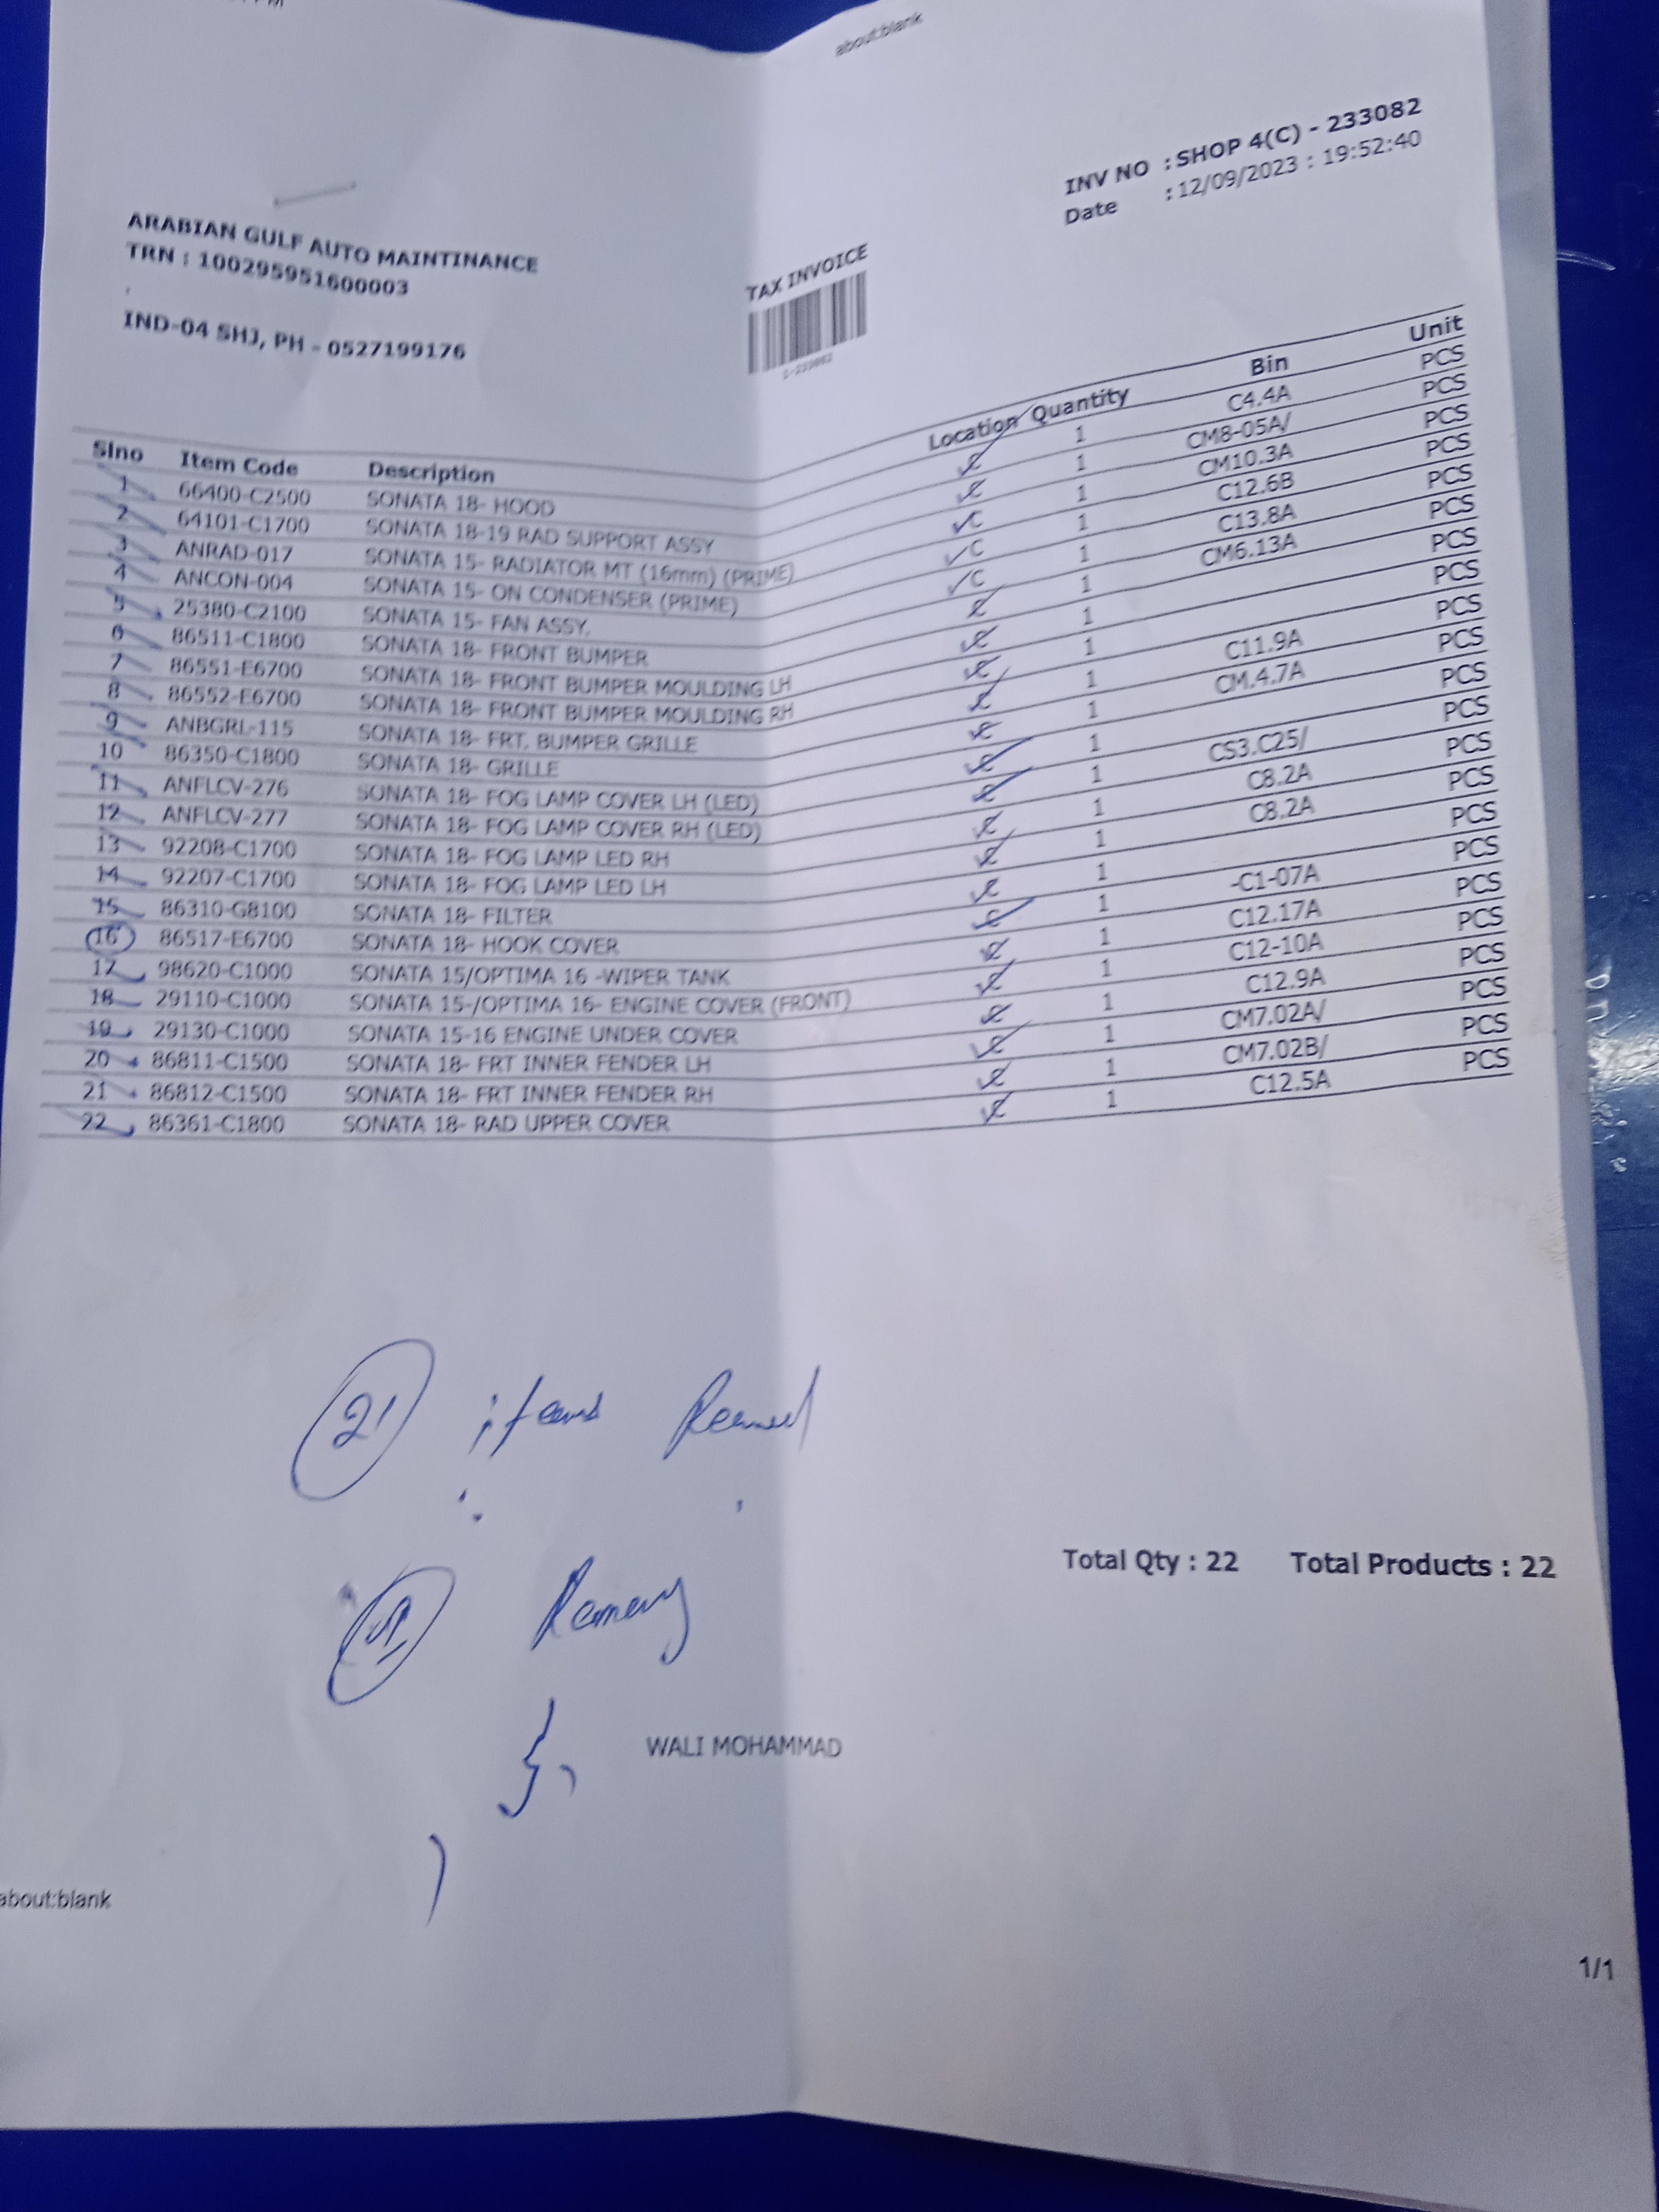 about:blank
INV NO : SHOP 4(C) - 233082
Date : 12/09/2023 : 19:52:40
ARABIAN GULF AUTO MAINTINANCE
TRN : 100295951600003
IND-04 SHJ, PH - 0527199176
TAX INVOICE
Slno Item Code Description Location Quantity Bin Unit
1 66400-C2500 SONATA 18- HOOD C 1 C4.4A PCS
2 64101-C1700 SONATA 18-19 RAD SUPPORT ASSY C 1 CM8-05A/ PCS
3 ANRAD-017 SONATA 15- RADIATOR MT (16mm) (PRIME) C 1 CM10.3A PCS
4 ANCON-004 SONATA 15- ON CONDENSER (PRIME) C 1 C12.6B PCS
5 25380-C2100 SONATA 15- FAN ASSY. C 1 C13.8A PCS
6 86511-C1800 SONATA 18- FRONT BUMPER C 1 CM6.13A PCS
7 86551-E6700 SONATA 18- FRONT BUMPER MOULDING LH C 1 PCS
8 86552-E6700 SONATA 18- FRONT BUMPER MOULDING RH C 1 PCS
9 ANBGRL-115 SONATA 18- FRT. BUMPER GRILLE C 1 C11.9A PCS
10 86350-C1800 SONATA 18- GRILLE C 1 CM.4.7A PCS
11 ANFLCV-276 SONATA 18- FOG LAMP COVER LH (LED) C 1 PCS
12 ANFLCV-277 SONATA 18- FOG LAMP COVER RH (LED) C 1 CS3.C25/ PCS
13 92208-C1700 SONATA 18- FOG LAMP LED RH C 1 C8.2A PCS
14 92207-C1700 SONATA 18- FOG LAMP LED LH C 1 C8.2A PCS
15 86310-G8100 SONATA 18- FILTER C 1 PCS
16 86517-E6700 SONATA 18- HOOK COVER C 1 -C1-07A PCS
17 98620-C1000 SONATA 15/OPTIMA 16 -WIPER TANK C 1 C12.17A PCS
18 29110-C1000 SONATA 15-/OPTIMA 16- ENGINE COVER (FRONT) C 1 C12-10A PCS
19 29130-C1000 SONATA 15-16 ENGINE UNDER COVER C 1 C12.9A PCS
20 86811-C1500 SONATA 18- FRT INNER FENDER LH C 1 CM7.02A/ PCS
21 86812-C1500 SONATA 18- FRT INNER FENDER RH C 1 CM7.02B/ PCS
22 86361-C1800 SONATA 18- RAD UPPER COVER C 1 C12.5A PCS
21 items
Total Qty : 22 Total Products : 22
1
WALI MOHAMMAD
about:blank
1/1